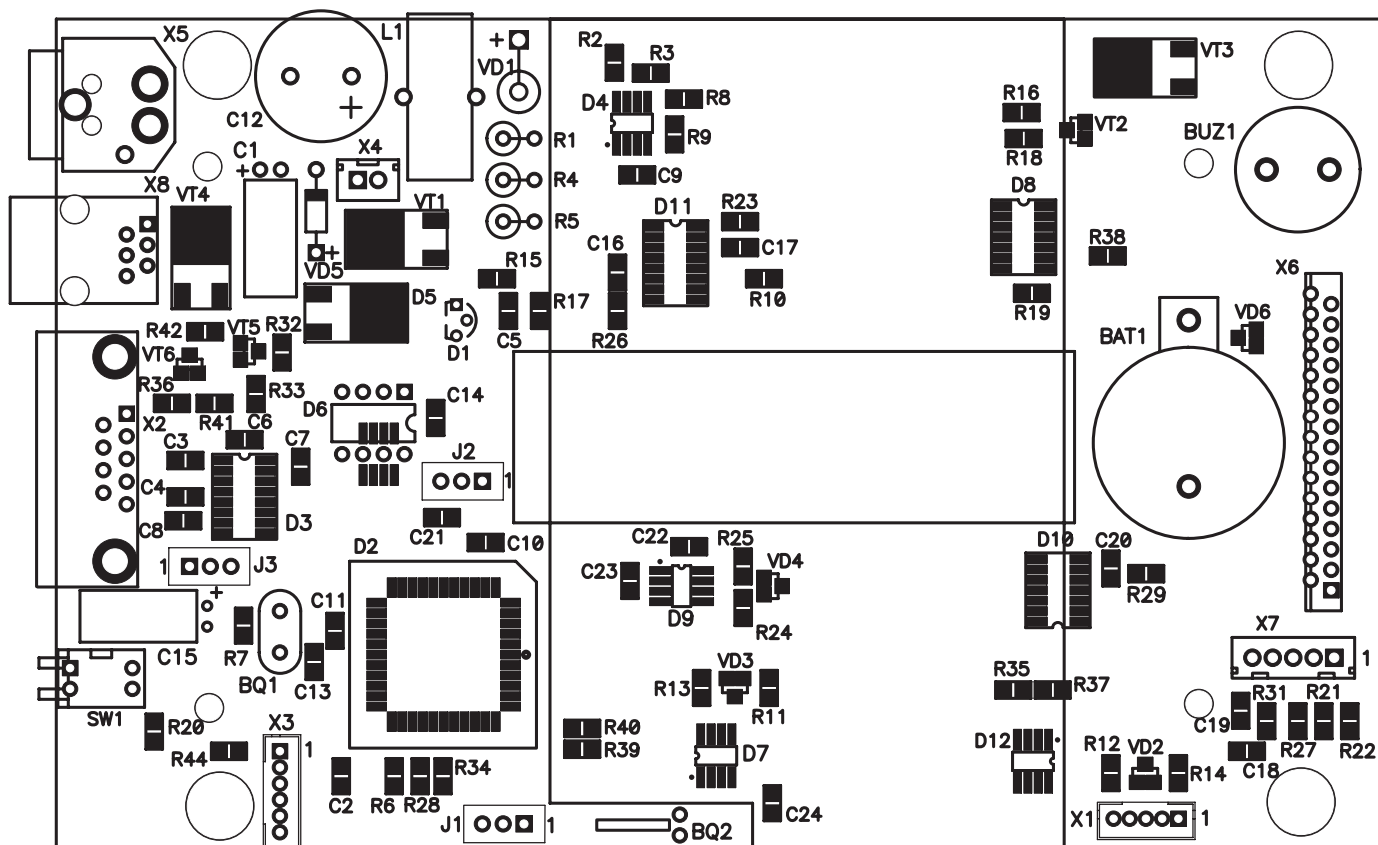 X5
L1
+
VD1
R2
R3
VT3
C12
+
D4
R8
R16
VT2
BUZ1
R9
R1
R18
C1
X4
+
C9
R4
D8
X8
VT4
VT1
D11
R23
R5
C16
C17
R38
+
VD5
R15
R10
X6
D5
R19
R42
VT5
R32
D1
C5
R17
R26
BAT1
VD6
VT6
R36
R33
D6
C14
X2
R41
C6
C3
C7
J2
1
C4
C8
D3
C21
C10
C22
R25
D10
C20
1
J3
D2
C23
VD4
+
C11
D9
R24
R29
C15
R7
X7
1
BQ1
C13
VD3
R13
R11
R35
R37
SW1
R20
X3
R31
R21
C19
R44
1
R40
R39
D7
D12
R12
VD2
R14
R27
R22
C18
C2
R6
R28
R34
C24
J1
1
BQ2
X1
1